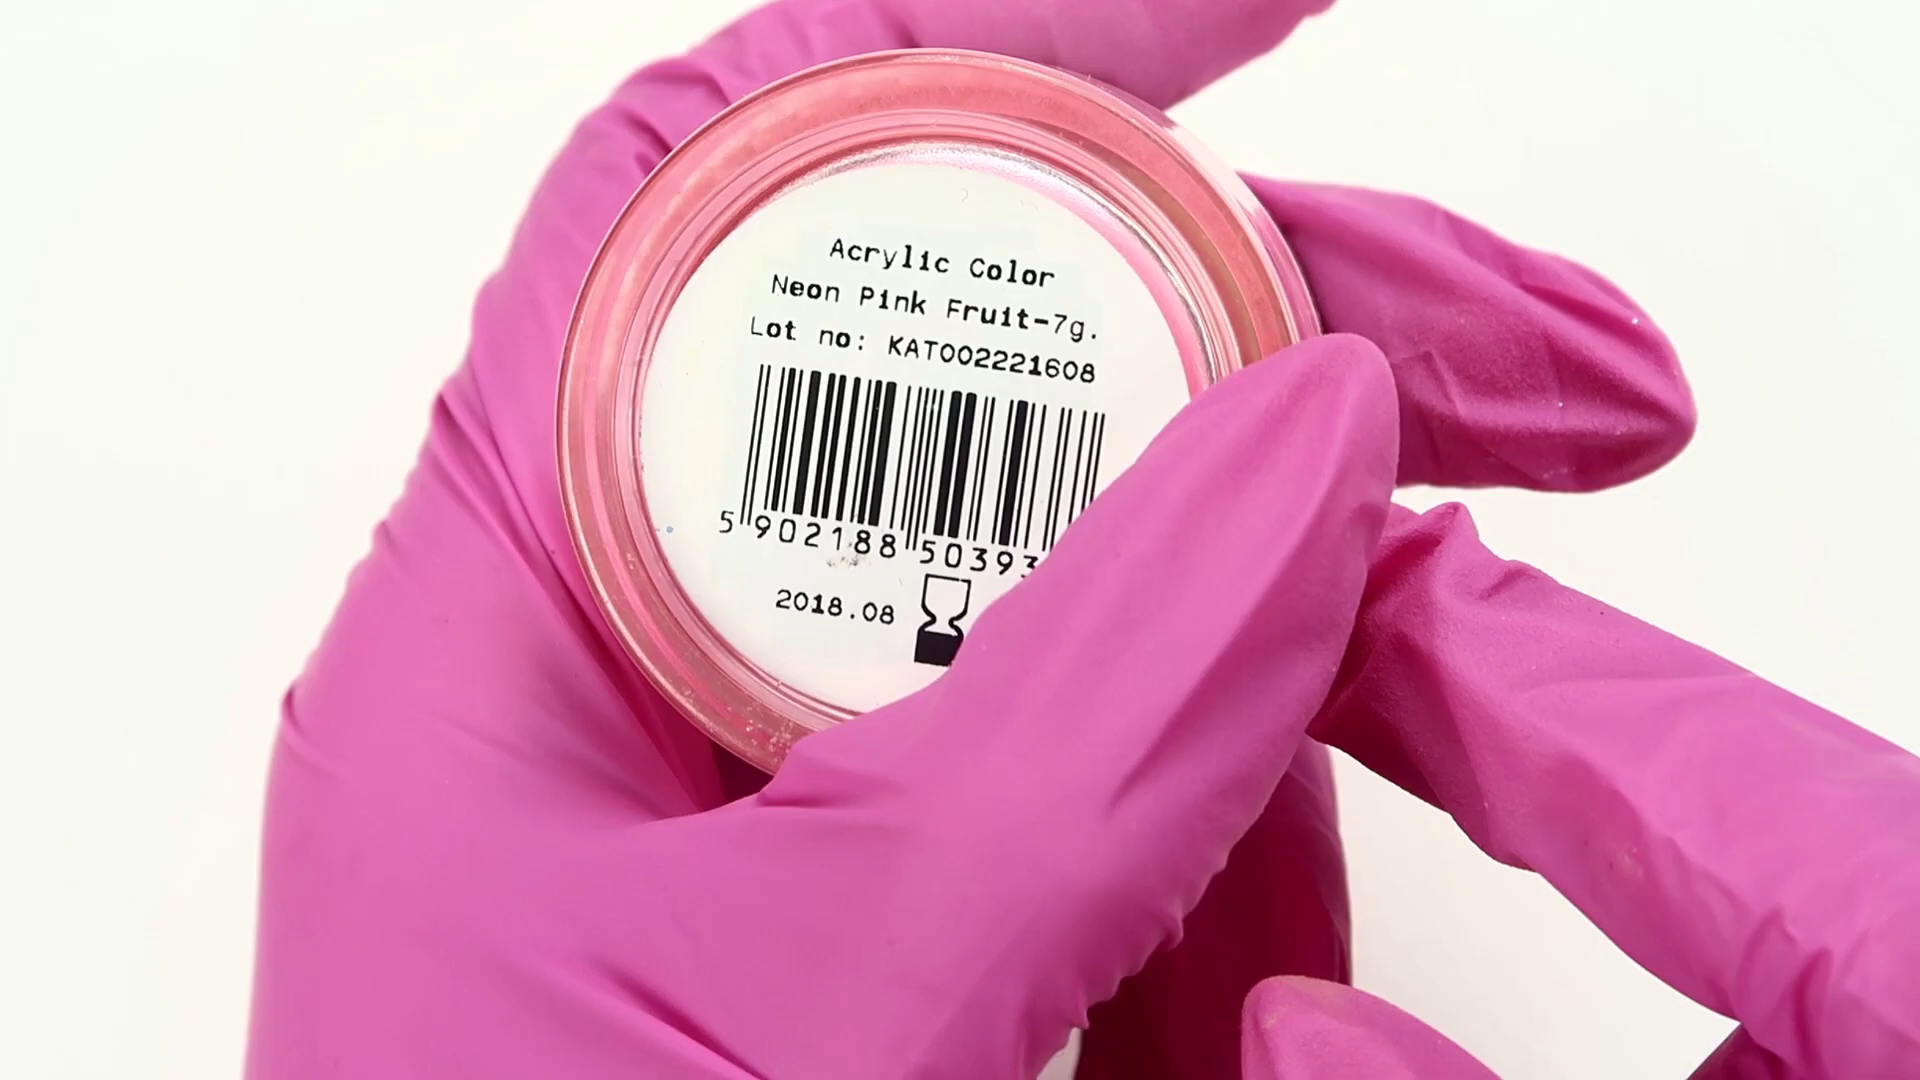 Acrylic Color
Neon Pink Fruit-7g.
Lot no: KAT002221608
5 902188 50393
2018.08